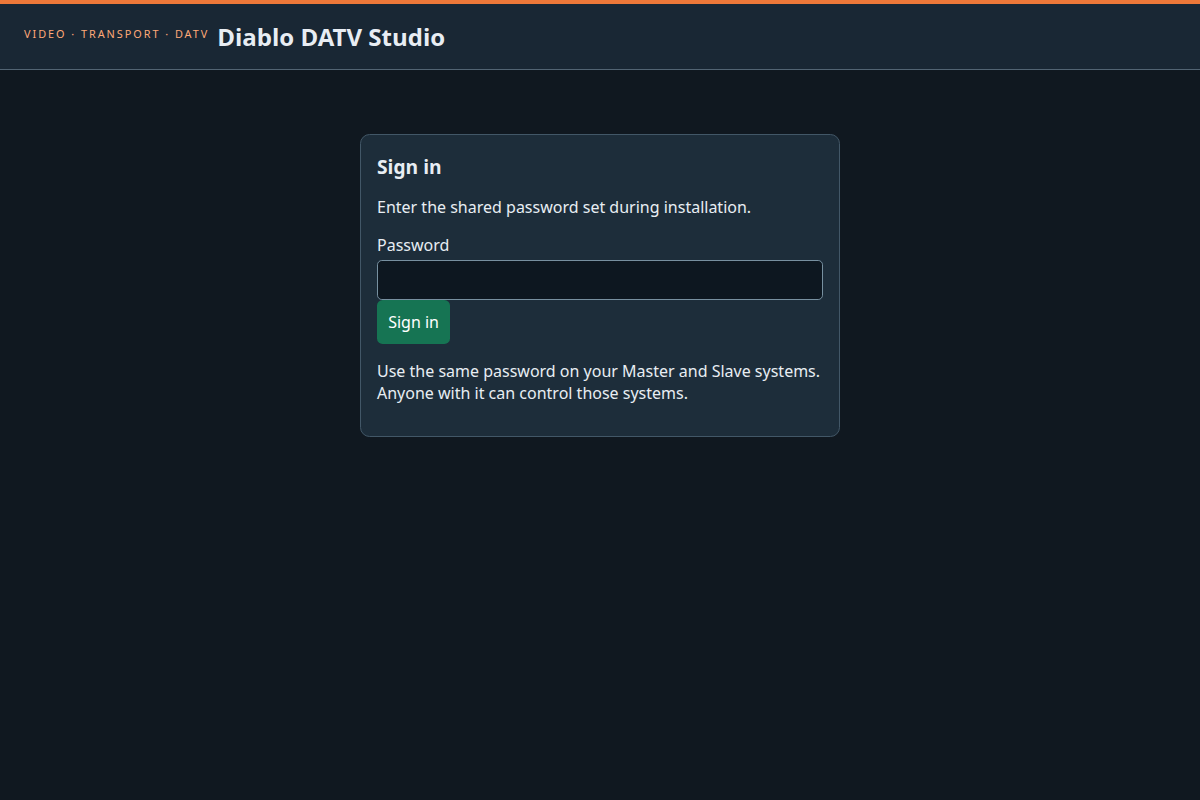 VIDEO · TRANSPORT · DATV Diablo DATV Studio
Sign in
Enter the shared password set during installation.
Password
Sign in
Use the same password on your Master and Slave systems.
Anyone with it can control those systems.